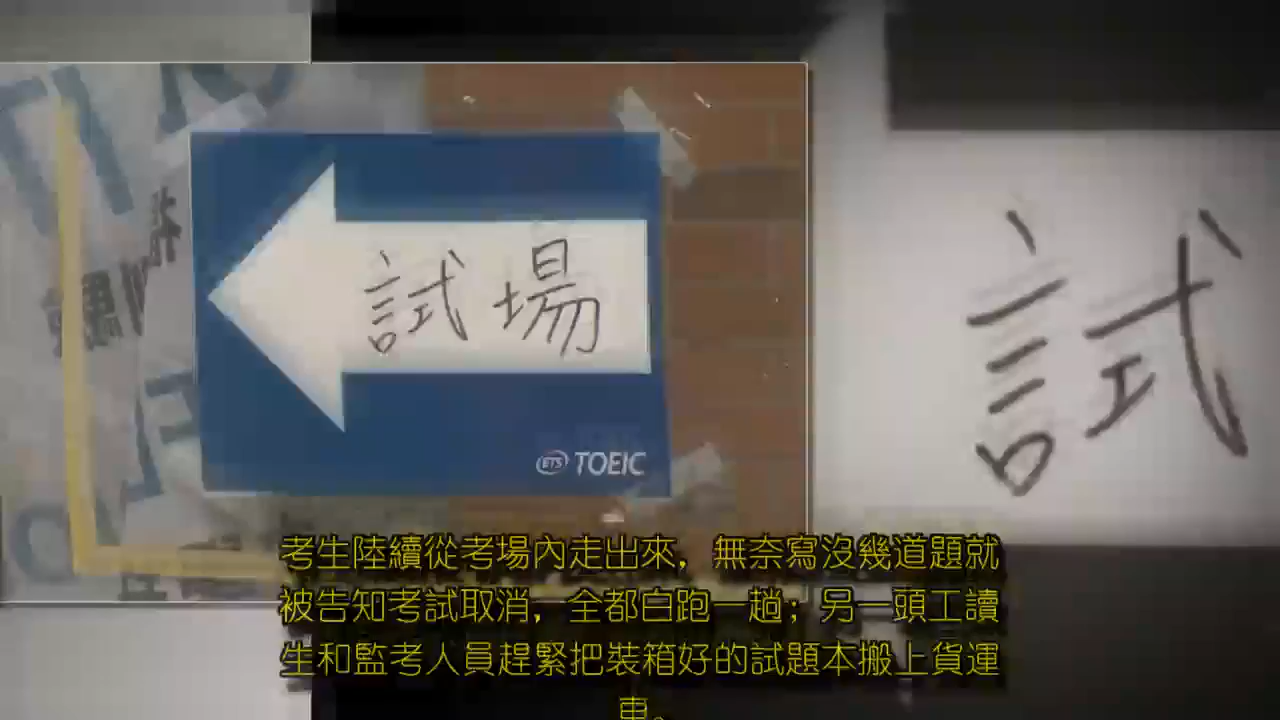 試場
ETS TOEIC
試
考生陸續從考場內走出來，無奈寫沒幾道題就
被告知考試取消，全都白跑一趟；另一頭工讀
生和監考人員趕緊把裝箱好的試題本搬上貨運
車。